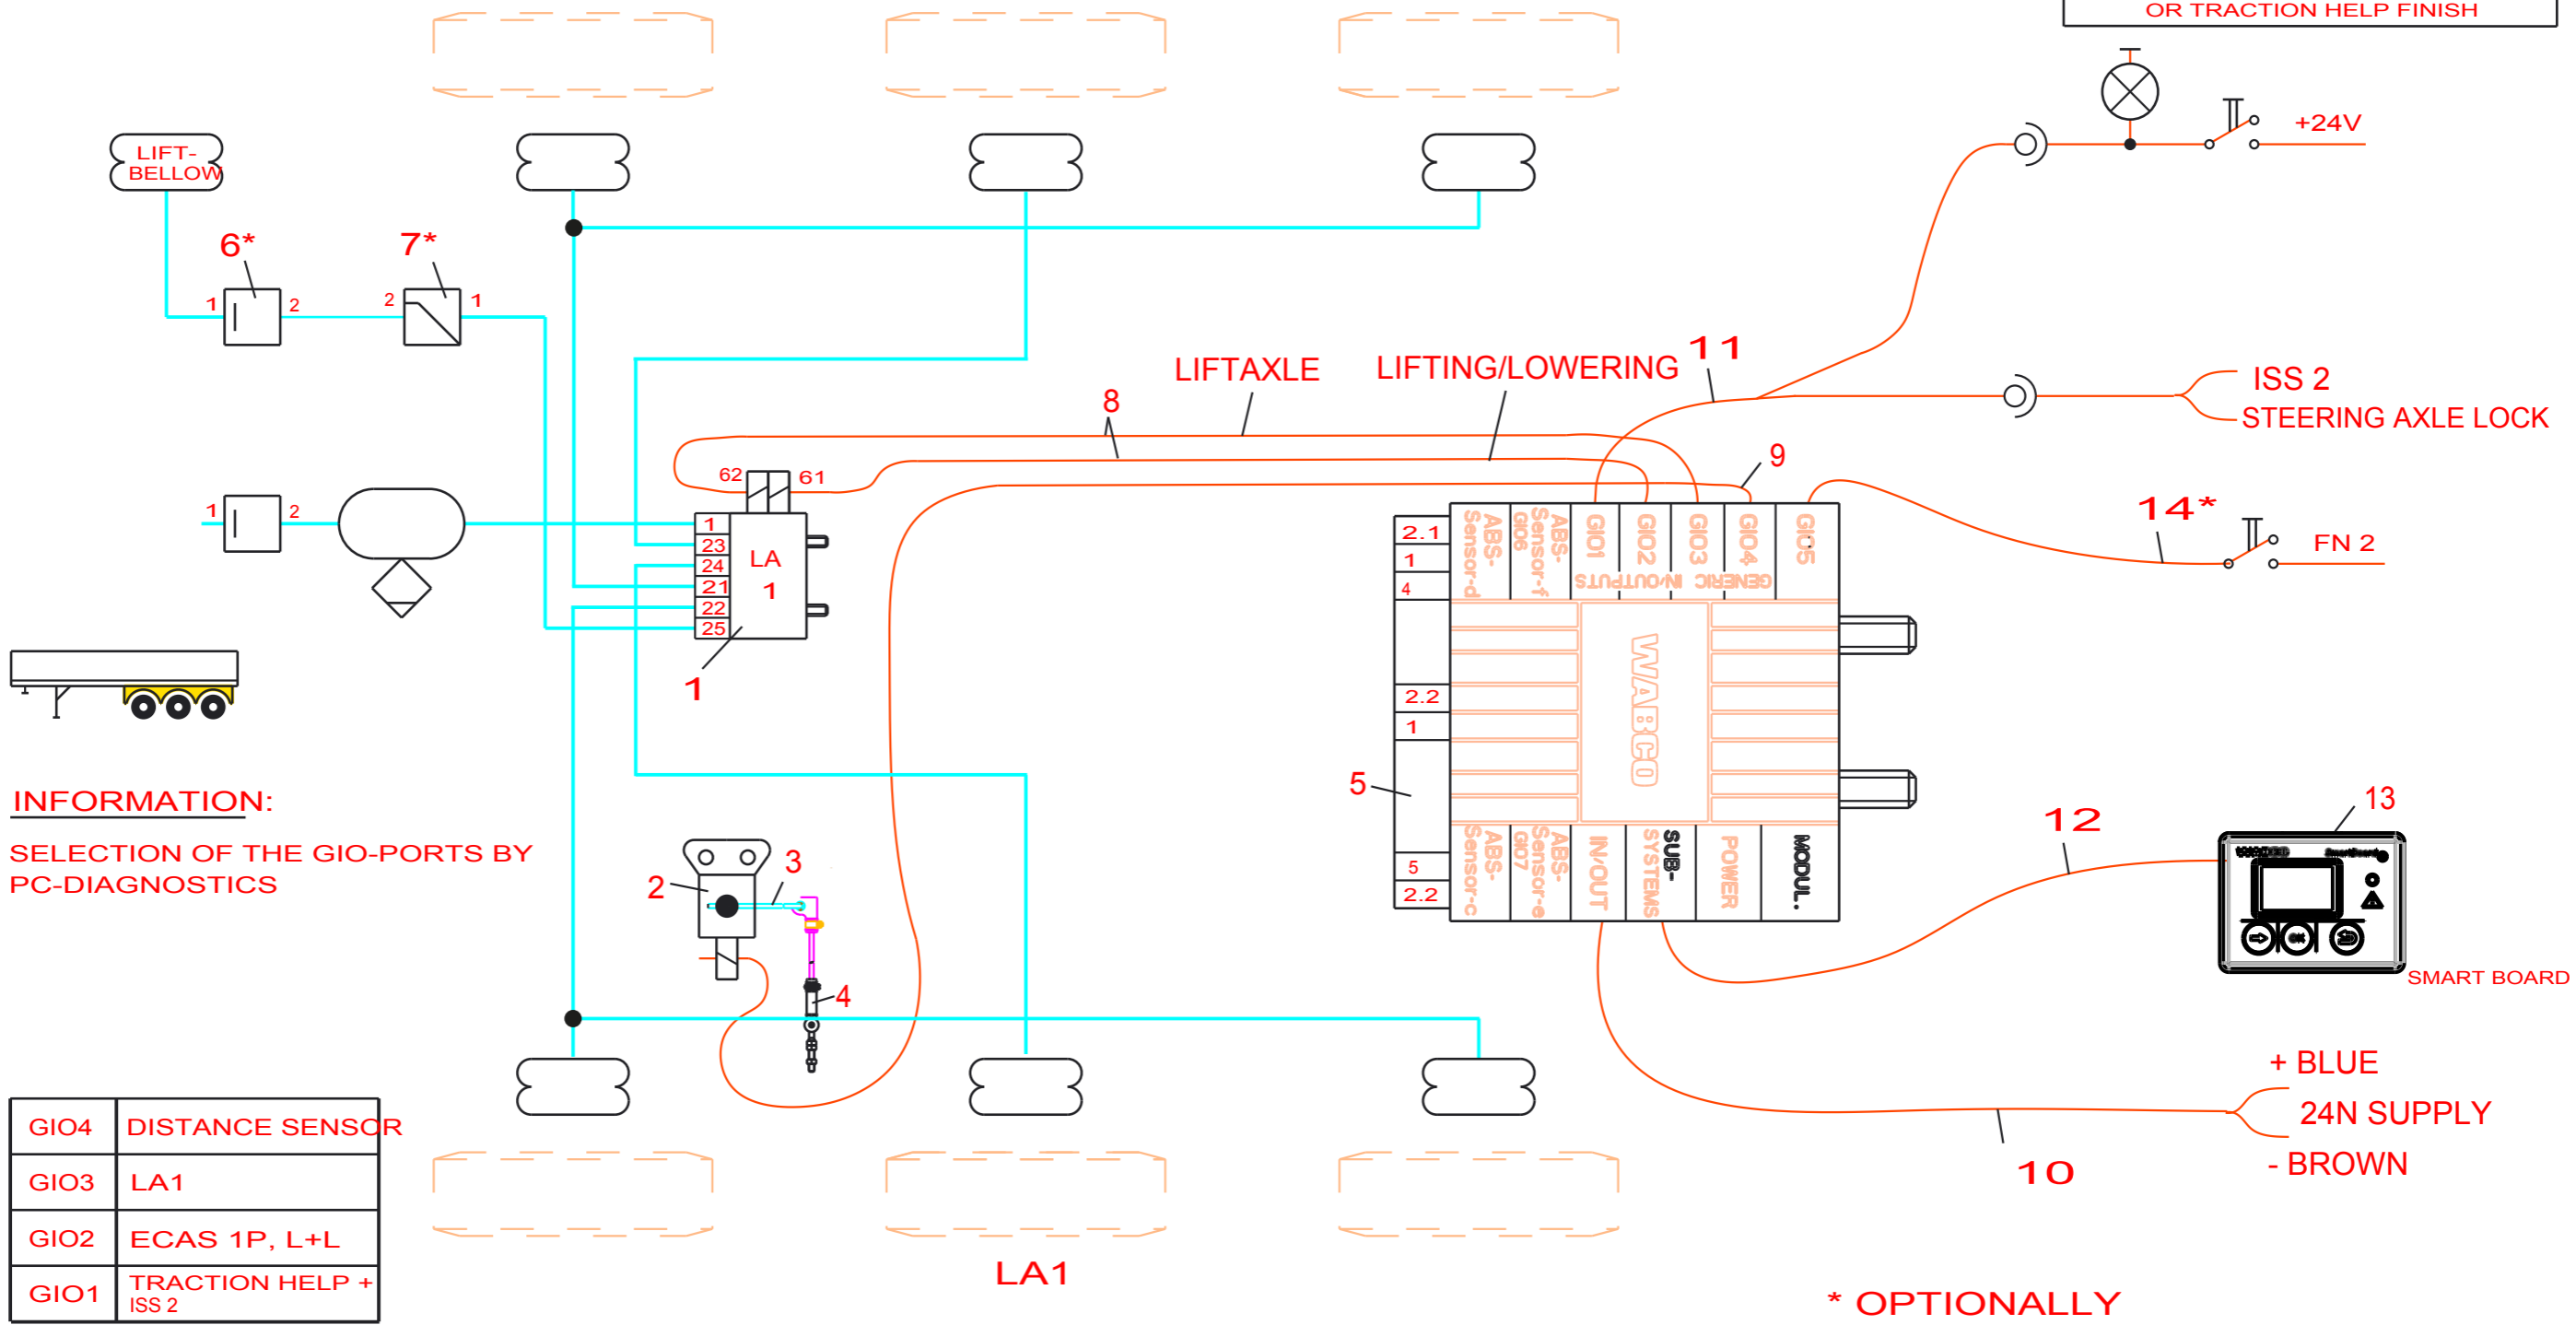 OR TRACTION HELP FINISH
+24V
LIFT-
BELLOW
6*
7*
1
2
2
1
LIFTAXLE
LIFTING/LOWERING
11
ISS 2
STEERING AXLE LOCK
8
9
62
61
14*
FN 2
1
2
1
23
24
21
22
25
LA
1
1
2.1
1
4
2.2
1
5
5
2.2
ABS-
Sensor-d
ABS-
Sensor-f
GIO6
GIO1
GIO2
GIO3
GIO4
GIO5
GENERIC IN/OUTPUTS
WABCO
ABS-
Sensor-c
ABS-
Sensor-e
GIO7
IN/OUT
SUB-
SYSTEMS
POWER
MODUL.
INFORMATION:
SELECTION OF THE GIO-PORTS BY
PC-DIAGNOSTICS
2
3
4
12
13
SmartBoard
OK
SMART BOARD
+ BLUE
24N SUPPLY
- BROWN
10
GIO4 DISTANCE SENSOR
GIO3 LA1
GIO2 ECAS 1P, L+L
GIO1 TRACTION HELP +
ISS 2
LA1
* OPTIONALLY